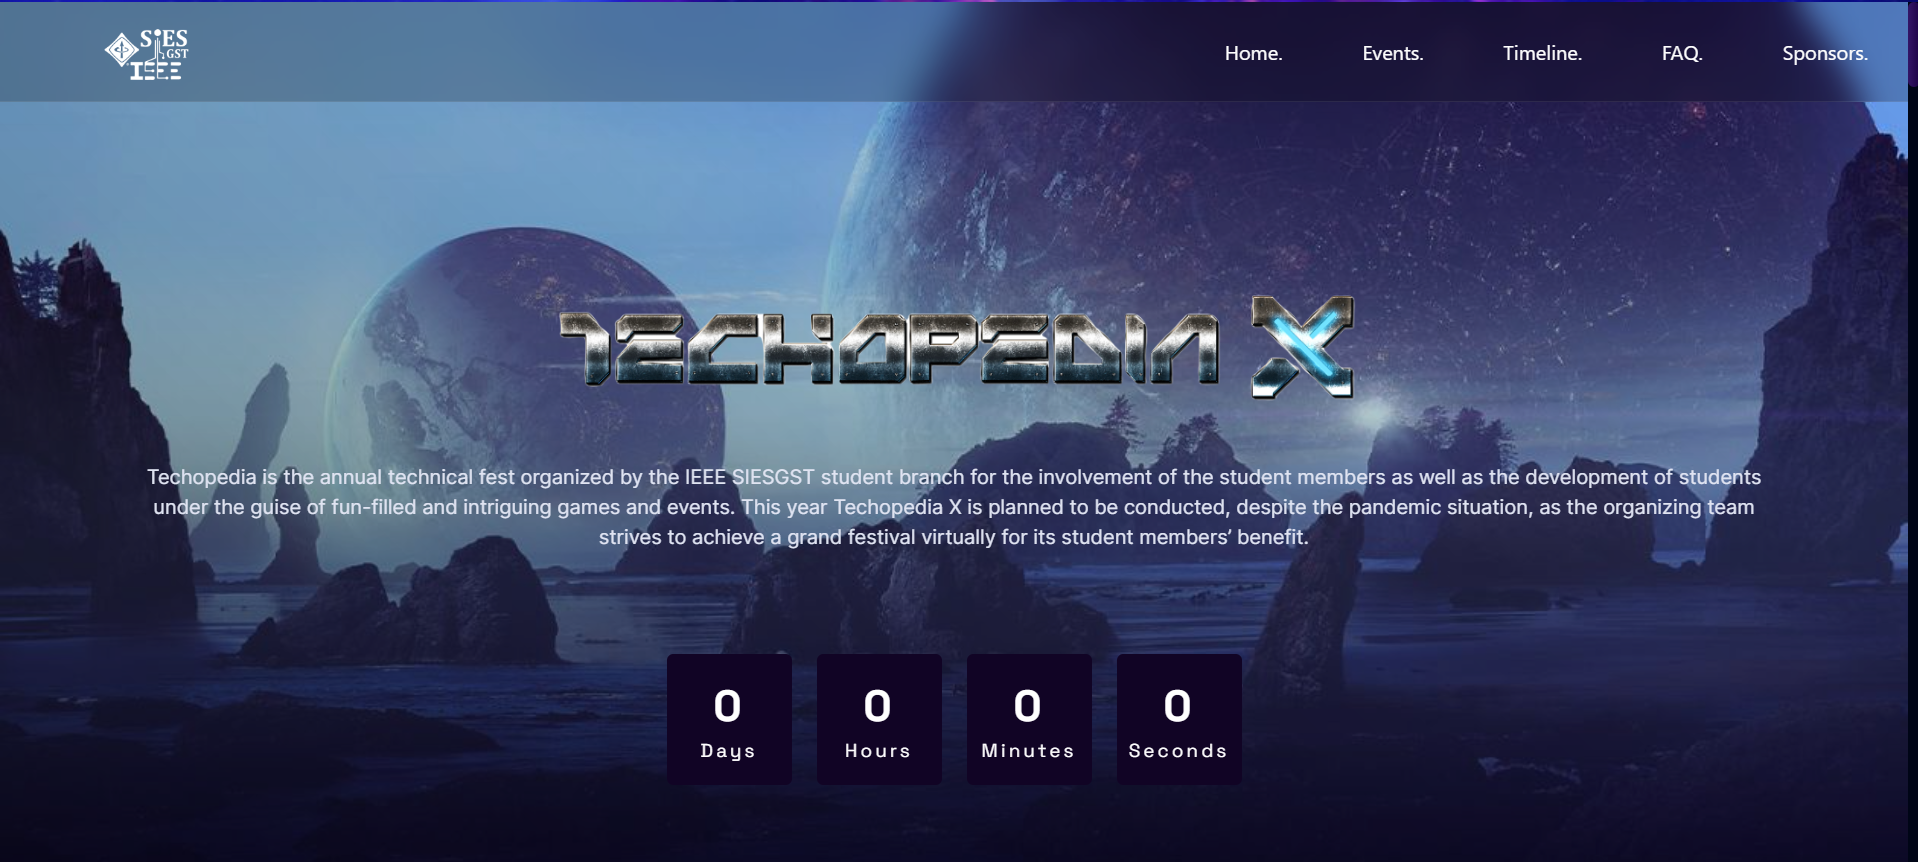 SIES
GST
IEEE
Home.
Events.
Timeline.
FAQ.
Sponsors.
TECHOPEDIA X
Techopedia is the annual technical fest organized by the IEEE SIESGST student branch for the involvement of the student members as well as the development of students
under the guise of fun-filled and intriguing games and events. This year Techopedia X is planned to be conducted, despite the pandemic situation, as the organizing team
strives to achieve a grand festival virtually for its student members’ benefit.
0 0 0 0
Days Hours Minutes Seconds